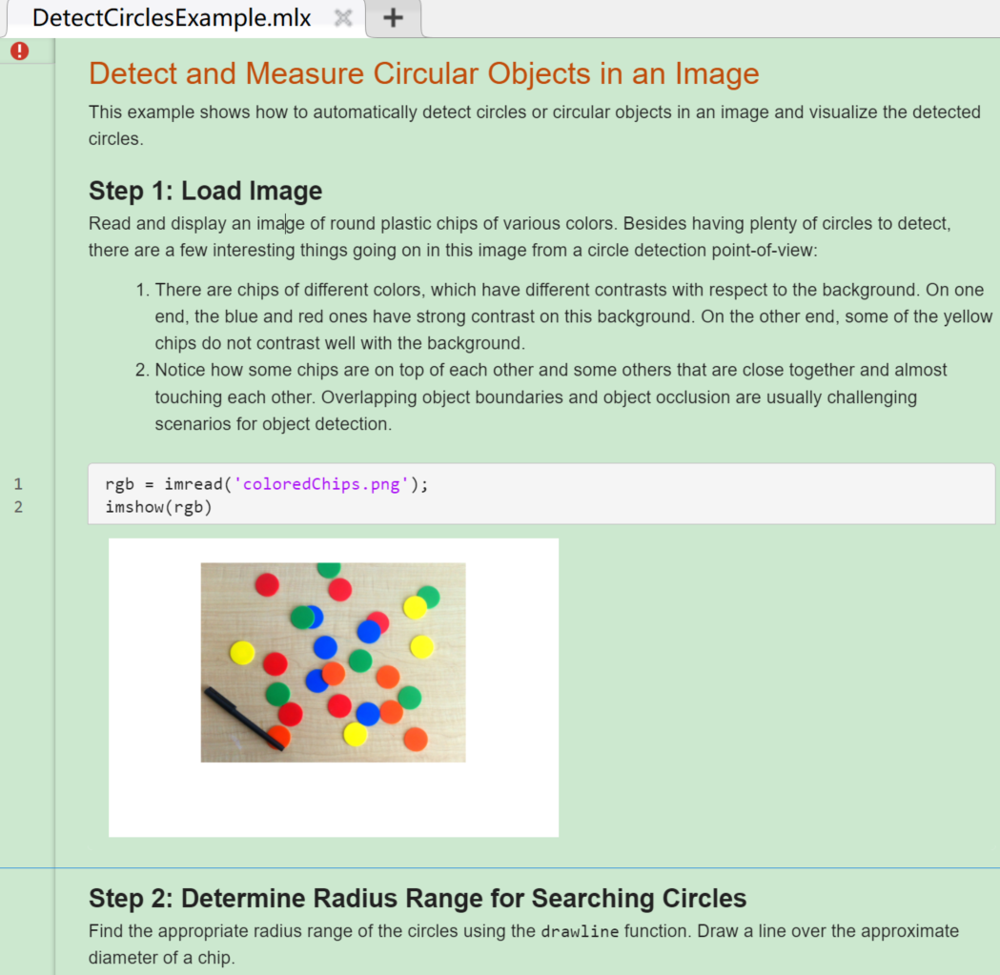 DetectCirclesExample.mlx
Detect and Measure Circular Objects in an Image
This example shows how to automatically detect circles or circular objects in an image and visualize the detected
circles.
Step 1: Load Image
Read and display an image of round plastic chips of various colors. Besides having plenty of circles to detect,
there are a few interesting things going on in this image from a circle detection point-of-view:
1. There are chips of different colors, which have different contrasts with respect to the background. On one
end, the blue and red ones have strong contrast on this background. On the other end, some of the yellow
chips do not contrast well with the background.
2. Notice how some chips are on top of each other and some others that are close together and almost
touching each other. Overlapping object boundaries and object occlusion are usually challenging
scenarios for object detection.
1 rgb = imread('coloredChips.png');
2 imshow(rgb)
Step 2: Determine Radius Range for Searching Circles
Find the appropriate radius range of the circles using the drawline function. Draw a line over the approximate
diameter of a chip.